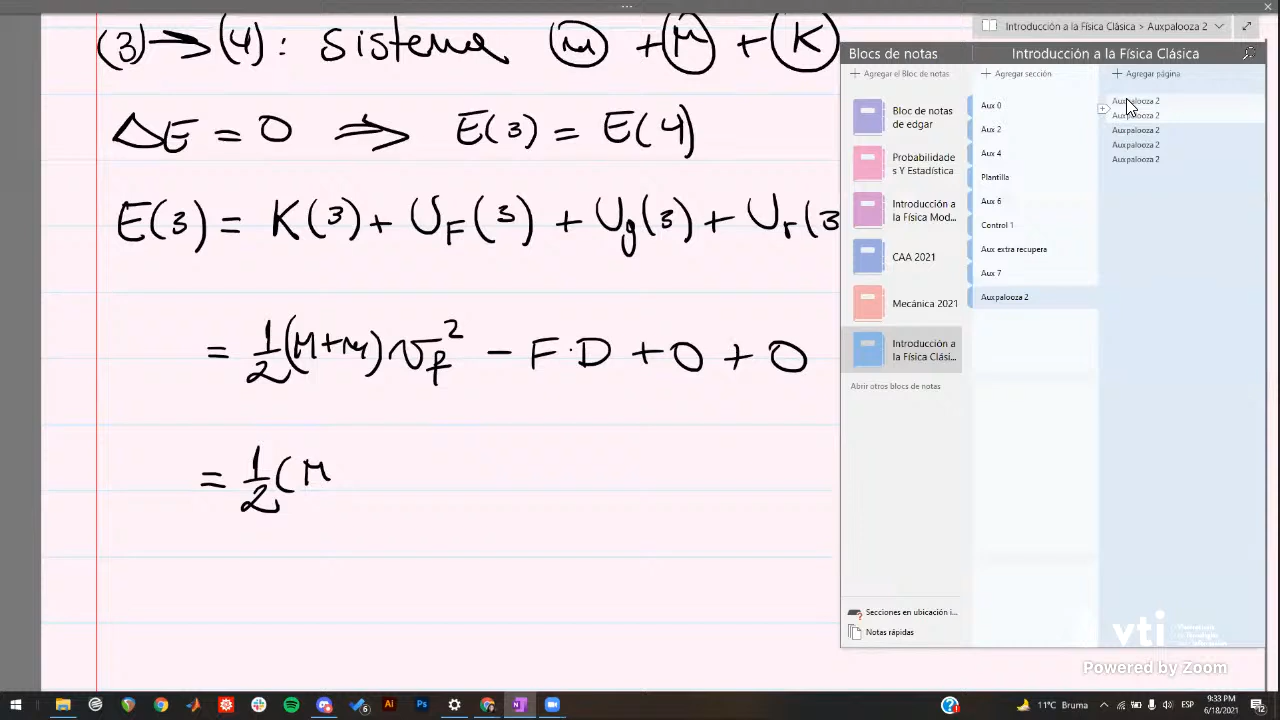 (3) → (4): Sistema (m) + (M) + (K)
Introducción a la Física Clásica > Auxpalooza 2
ΔE = 0 ⇒ E(3) = E(4)
E(3) = K(3) + U_F(3) + U_g(3) + U_r(3
= 1/2 (M+m) v_f^2 - F·D + 0 + 0
= 1/2 ( M
Blocs de notas
Introducción a la Física Clásica
Agregar el Bloc de notas
Bloc de notas
de edgar
Probabilidade
s Y Estadística
Introducción a
la Física Mod...
CAA 2021
Mecánica 2021
Introducción a
la Física Clási...
Abrir otros blocs de notas
Secciones en ubicación i...
Notas rápidas
Agregar sección
Aux 0
Aux 2
Aux 4
Plantilla
Aux 6
Control 1
Aux extra recupera
Aux 7
Auxpalooza 2
Agregar página
Auxpalooza 2
Auxpalooza 2
Auxpalooza 2
Auxpalooza 2
Auxpalooza 2
vti
Powered by Zoom
11°C Bruma
ESP
9:33 PM
6/18/2021